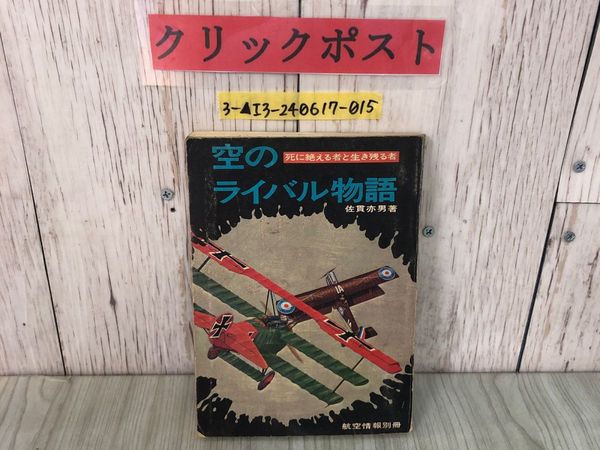 クリックポスト
3-▲I3-240617-015
空の
死に絶える者と生き残る者
ライバル物語
佐貫亦男著
航空情報別冊